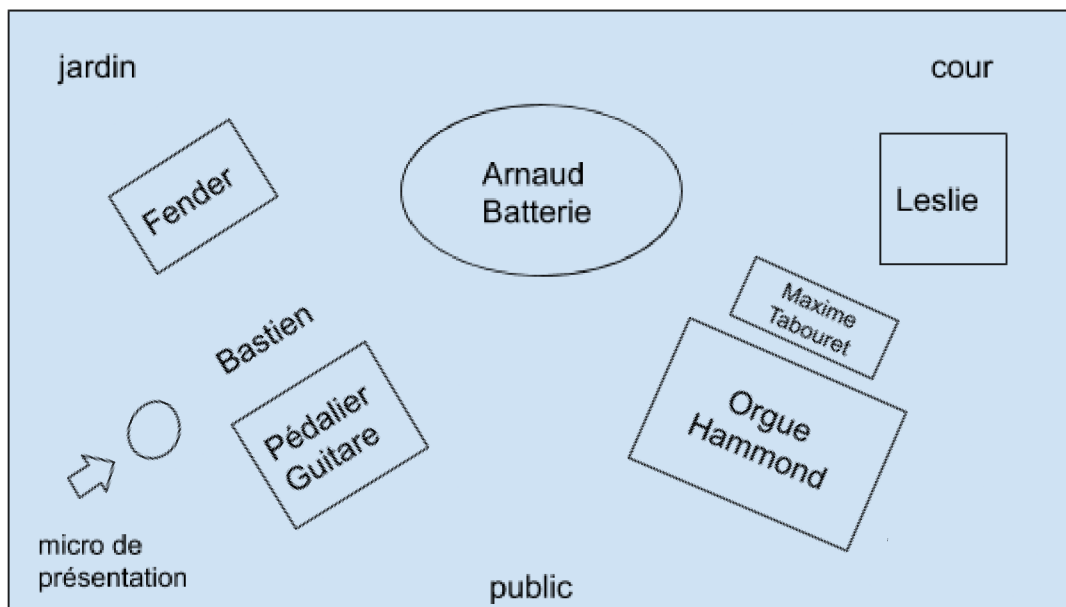 jardin
cour
Fender
Arnaud
Batterie
Leslie
Maxime
Tabouret
Bastien
Pédalier
Guitare
Orgue
Hammond
micro de
présentation
public